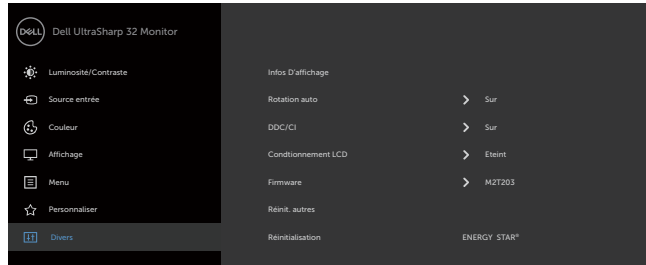 DELL Dell UltraSharp 32 Monitor
Luminosité/Contraste Infos D'affichage
Source entrée Rotation auto Sur
Couleur DDC/CI Sur
Affichage Condtionnement LCD Eteint
Menu Firmware M2T203
Personnaliser Réinit. autres
Divers Réinitialisation ENERGY STAR®